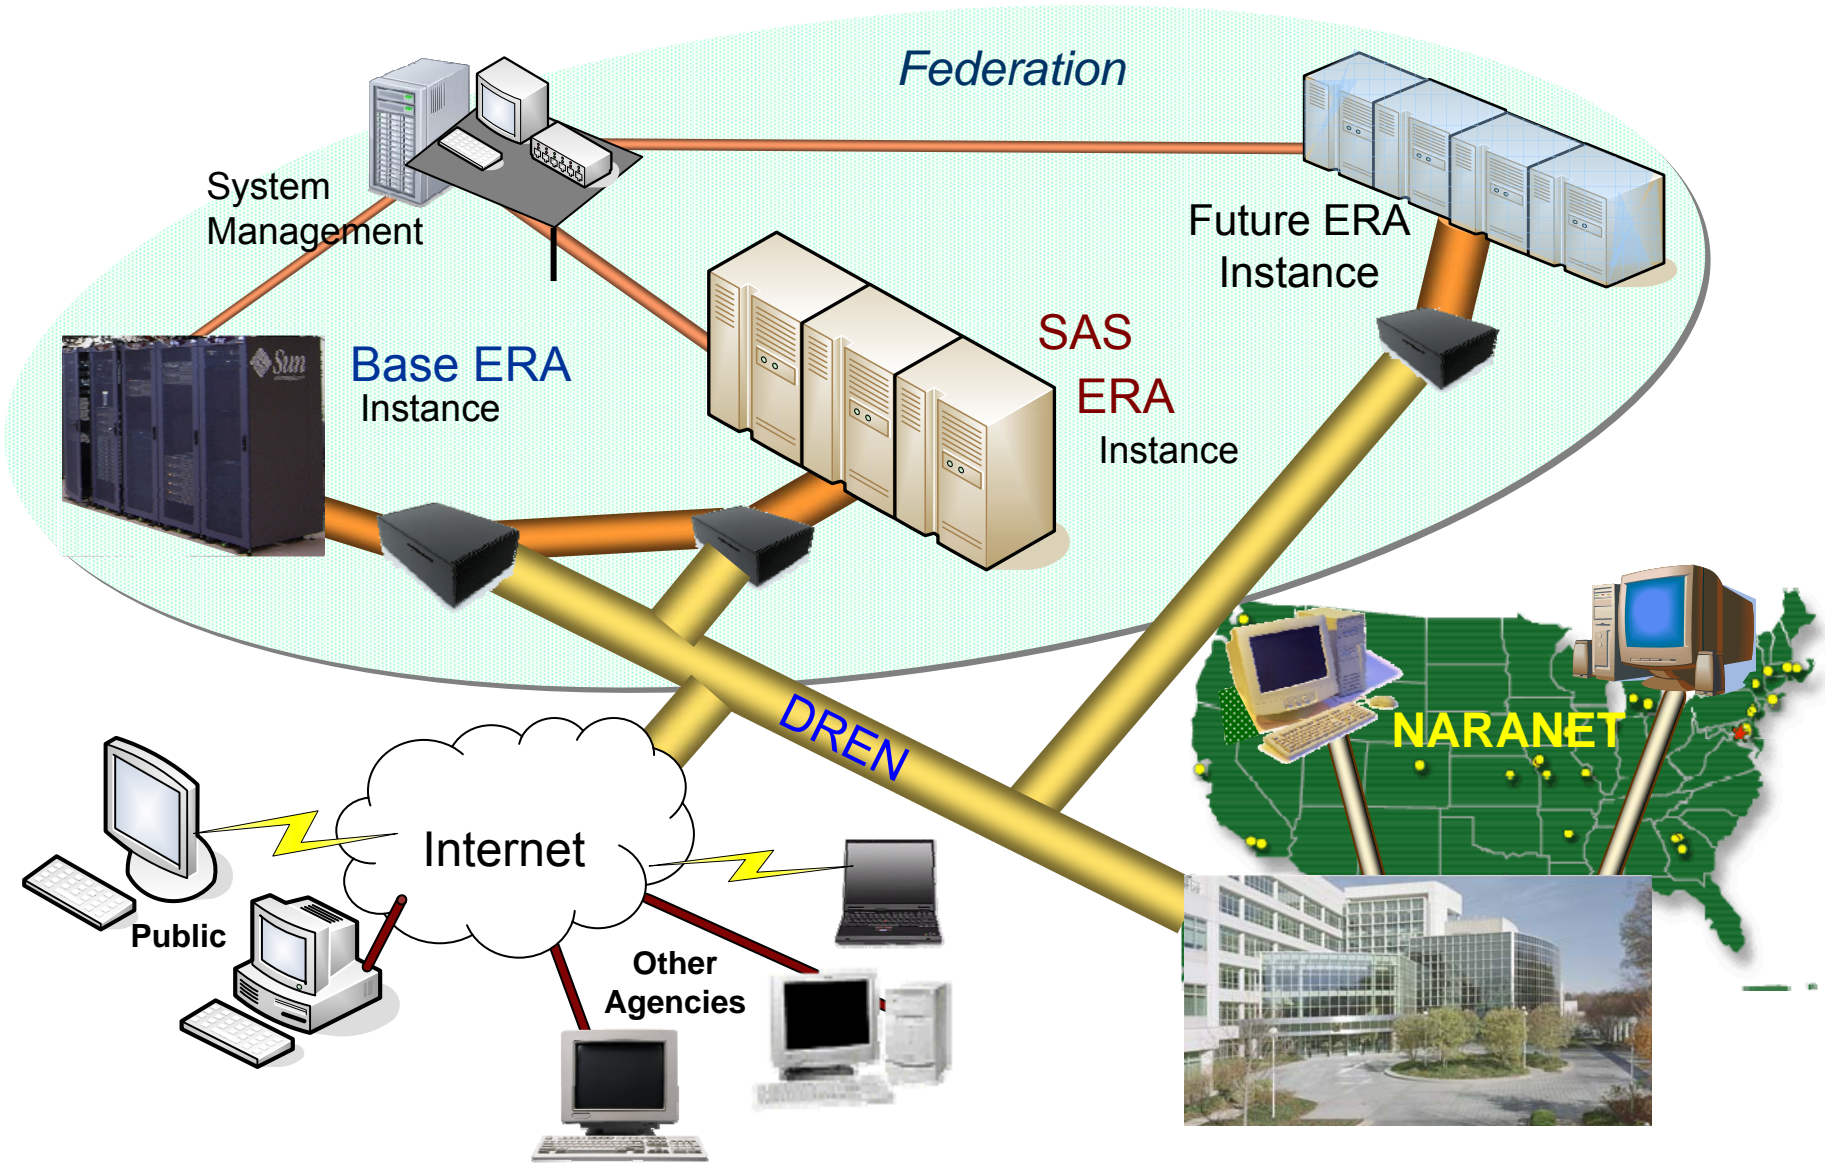 Federation
System
Management
Future ERA
Instance
Sun
Base ERA
Instance
SAS
ERA
Instance
DREN
NARANET
Internet
Public
Other
Agencies